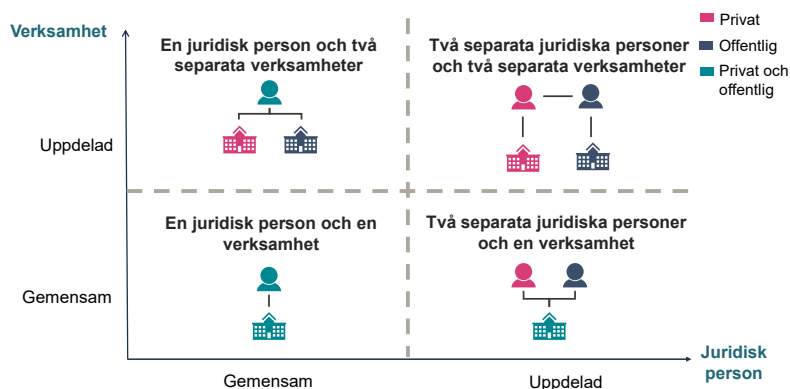 Verksamhet
Privat
Offentlig
Privat och
offentlig
En juridisk person och två
separata verksamheter
Två separata juridiska personer
och två separata verksamheter
Uppdelad
En juridisk person och en
verksamhet
Två separata juridiska personer
och en verksamhet
Gemensam
Juridisk
person
Gemensam
Uppdelad